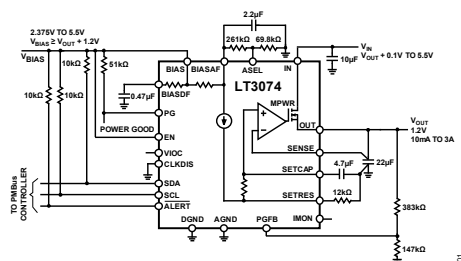 2.2µF
2.375V TO 5.5V
VBIAS ≥ VOUT + 1.2V
261kΩ
69.8kΩ
VBIAS
10kΩ
51kΩ
VIN
VOUT + 0.1V TO 5.5V
10µF
BIAS
BIASAF
ASEL
IN
LT3074
10kΩ
10kΩ
0.47µF
BIASDF
MPWR
PG
OUT
VOUT
1.2V
10mA TO 3A
POWER GOOD
EN
SENSE
VIOC
4.7µF
22µF
CLKDIS
SETCAP
TO PMBus
CONTROLLER
SDA
12kΩ
SCL
SETRES
383kΩ
ALERT
IMON
DGND
AGND
PGFB
147kΩ